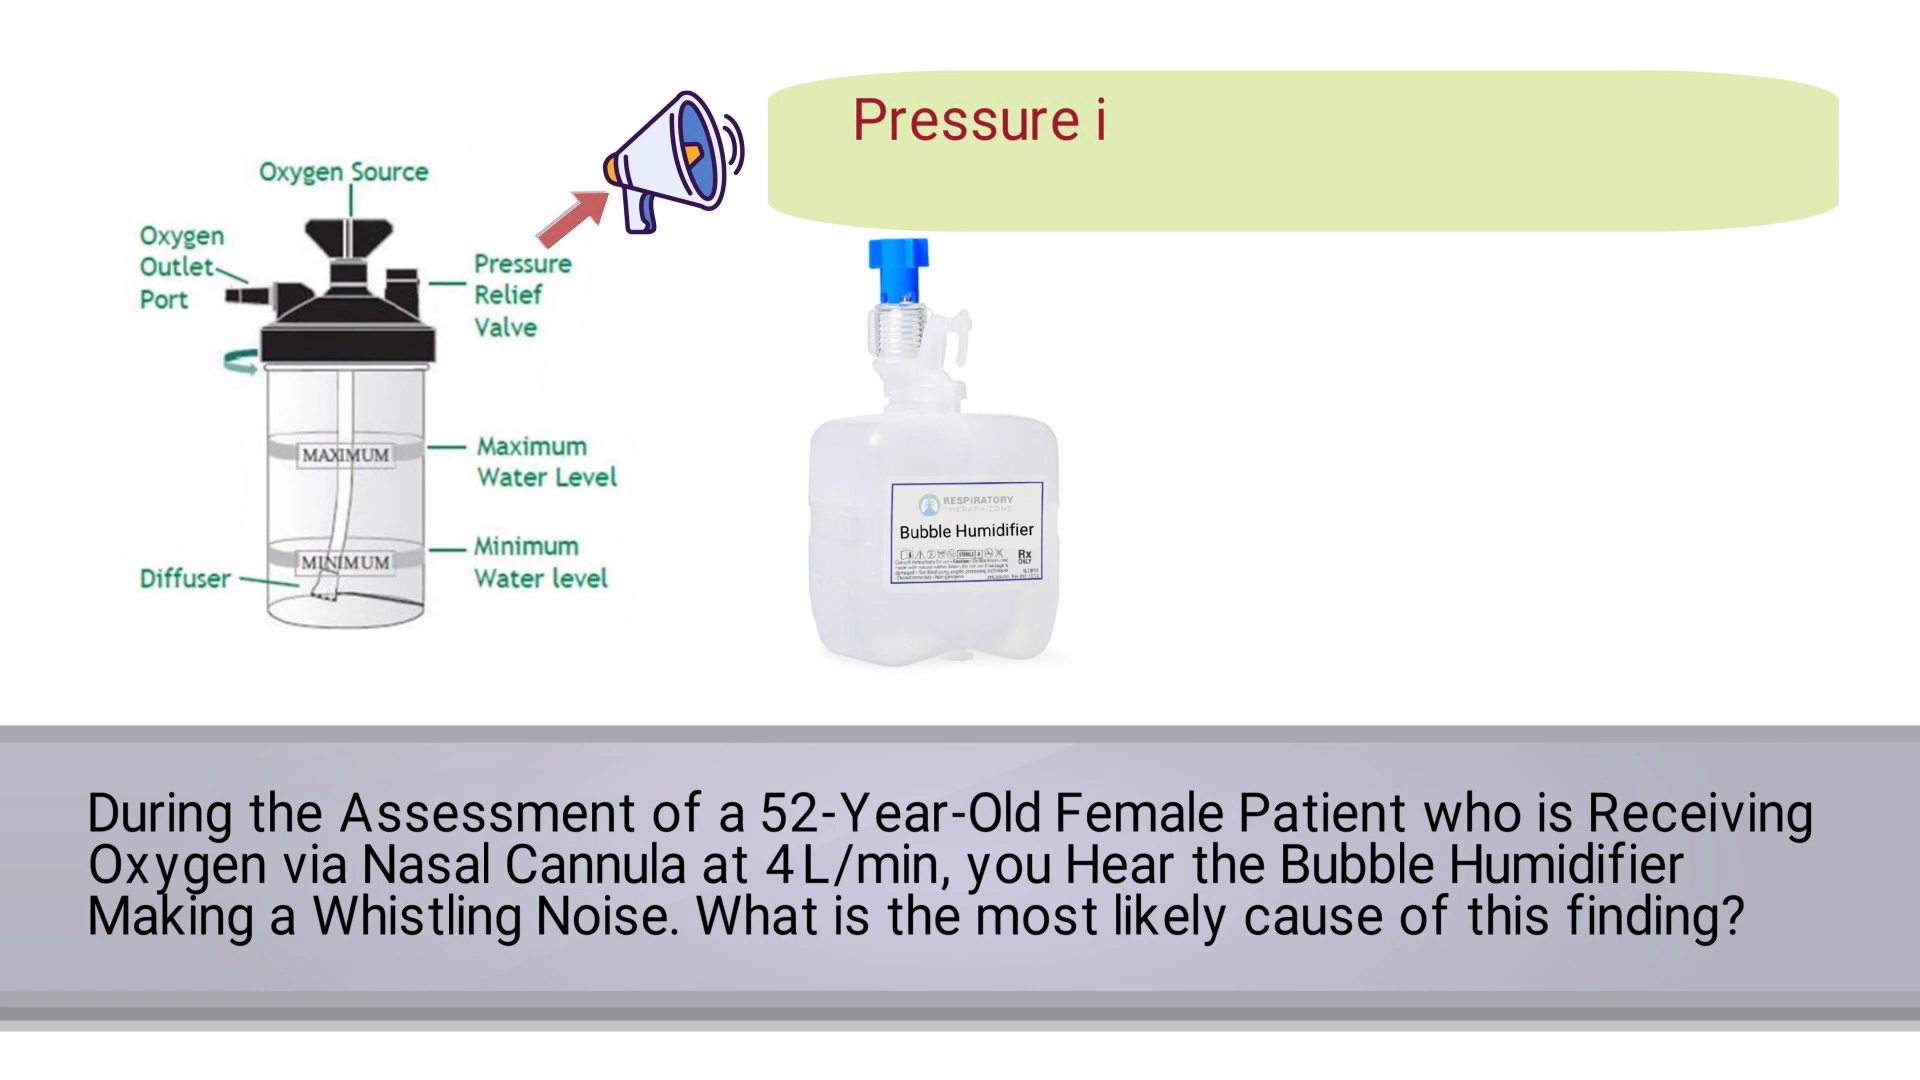 Pressure i
Oxygen Source
Oxygen
Outlet
Port
Pressure
Relief
Valve
MAXIMUM
Maximum
Water Level
MINIMUM
Minimum
Water level
Diffuser
RESPIRATORY
THERAPY ZONE
Bubble Humidifier
Rx
ONLY
During the Assessment of a 52-Year-Old Female Patient who is Receiving
Oxygen via Nasal Cannula at 4 L/min, you Hear the Bubble Humidifier
Making a Whistling Noise. What is the most likely cause of this finding?